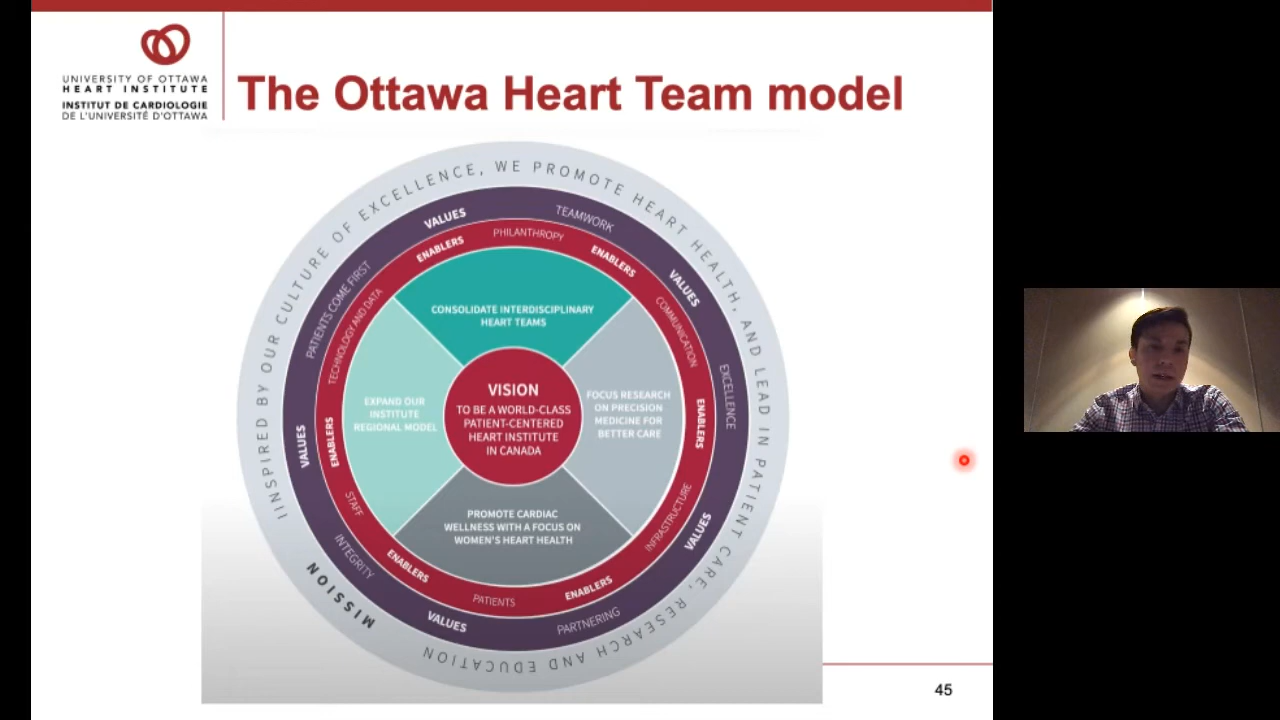 UNIVERSITY OF OTTAWA
HEART INSTITUTE
INSTITUT DE CARDIOLOGIE
DE L'UNIVERSITÉ D'OTTAWA
The Ottawa Heart Team model
MISSION
IINSPIRED BY OUR CULTURE OF EXCELLENCE, WE PROMOTE HEART HEALTH, AND LEAD IN PATIENT CARE, RESEARCH AND EDUCATION
VALUES
TEAMWORK
VALUES
EXCELLENCE
VALUES
PARTNERING
VALUES
INTEGRITY
VALUES
PATIENTS COME FIRST
ENABLERS
PHILANTHROPY
ENABLERS
COMMUNICATION
ENABLERS
INFRASTRUCTURE
ENABLERS
PATIENTS
ENABLERS
STAFF
ENABLERS
TECHNOLOGY AND DATA
CONSOLIDATE INTERDISCIPLINARY
HEART TEAMS
EXPAND OUR
INSTITUTE
REGIONAL MODEL
VISION
TO BE A WORLD-CLASS
PATIENT-CENTERED
HEART INSTITUTE
IN CANADA
FOCUS RESEARCH
ON PRECISION
MEDICINE FOR
BETTER CARE
PROMOTE CARDIAC
WELLNESS WITH A FOCUS ON
WOMEN'S HEART HEALTH
45